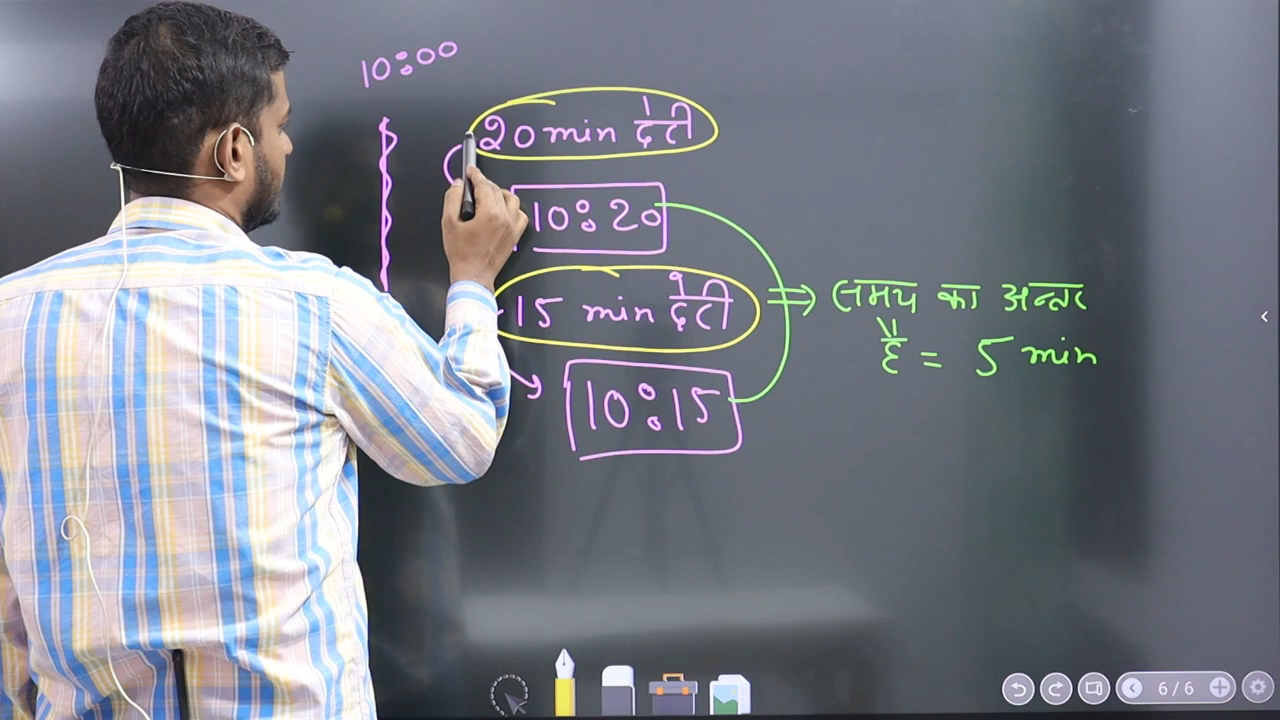 10:00
20 min देरी
10:20
15 min देरी
10:15
समय का अन्तर
है = 5 min
6/6